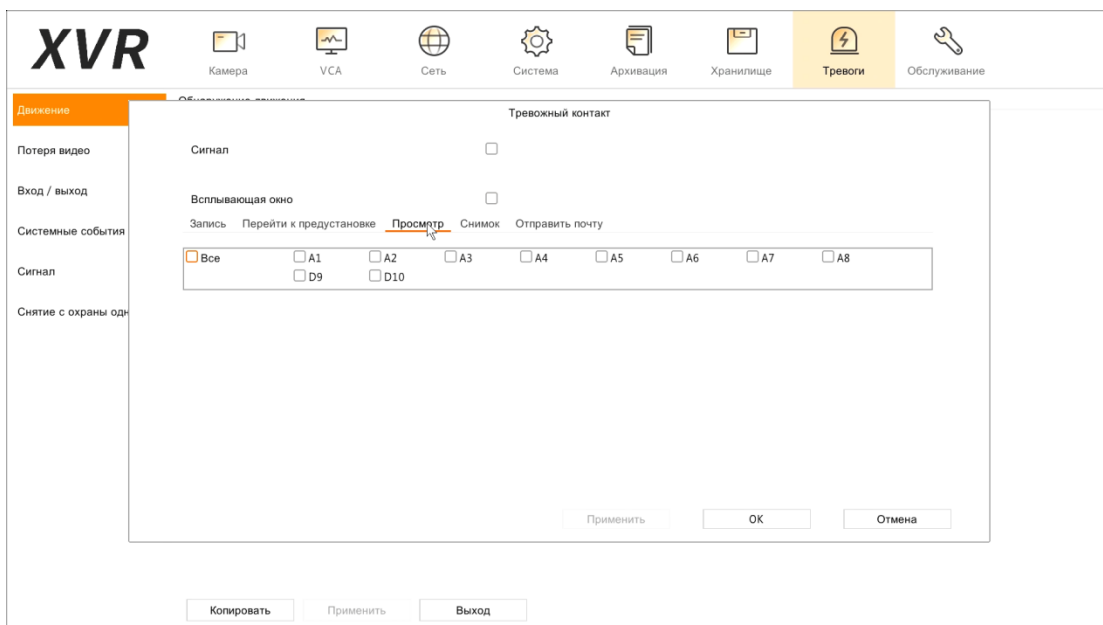 XVR
Камера VCA Сеть Система Архивация Хранилище Тревоги Обслуживание
Движение
Тревожный контакт
Потеря видео
Сигнал
Вход / выход
Всплывающая окно
Запись Перейти к предустановке Просмотр Снимок Отправить почту
Системные события
Все A1 A2 A3 A4 A5 A6 A7 A8
Сигнал
D9 D10
Снятие с охраны одн
Применить OK Отмена
Копировать Применить Выход